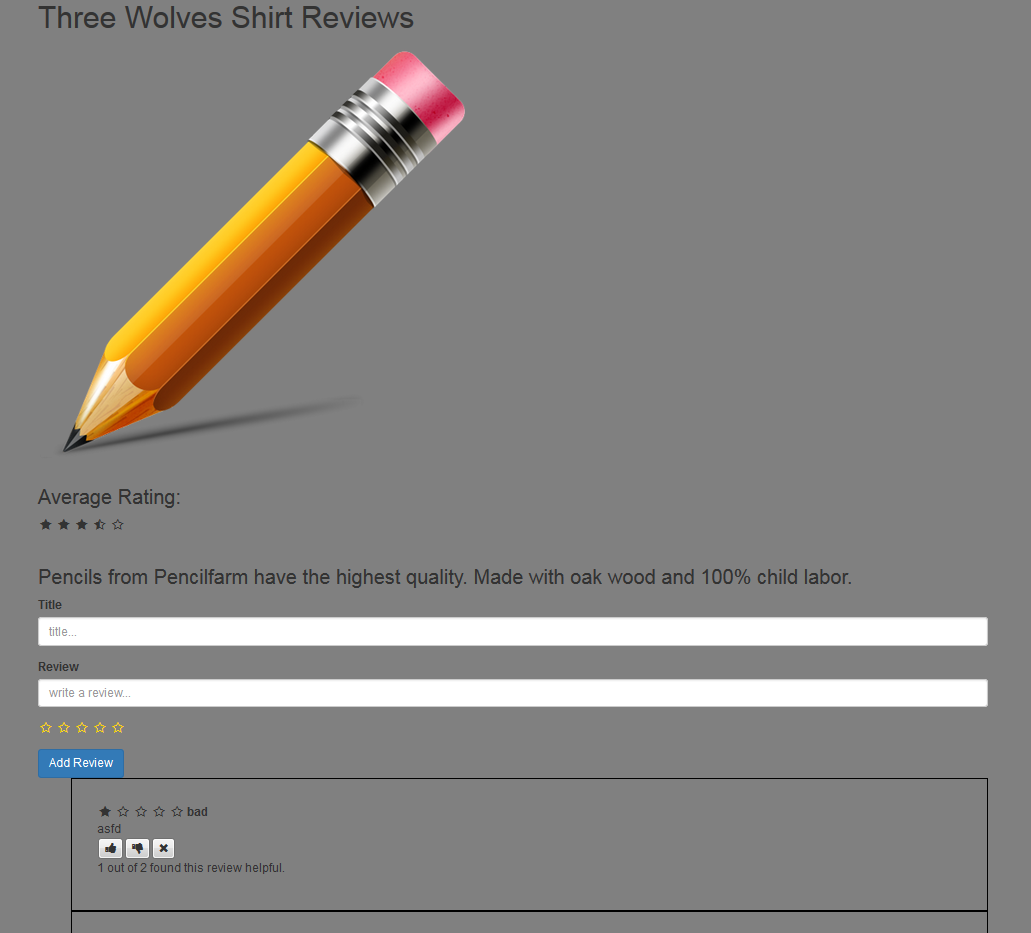 Three Wolves Shirt Reviews
Average Rating:
Pencils from Pencilfarm have the highest quality. Made with oak wood and 100% child labor.
Title
title...
Review
write a review...
Add Review
bad
asfd
1 out of 2 found this review helpful.